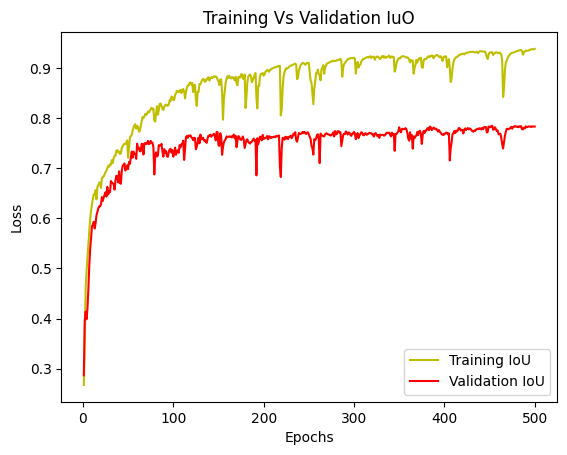 Training Vs Validation IuO
Loss
0.9
0.8
0.7
0.6
0.5
0.4
0.3
0
100
200
300
400
500
Epochs
Training IoU
Validation IoU